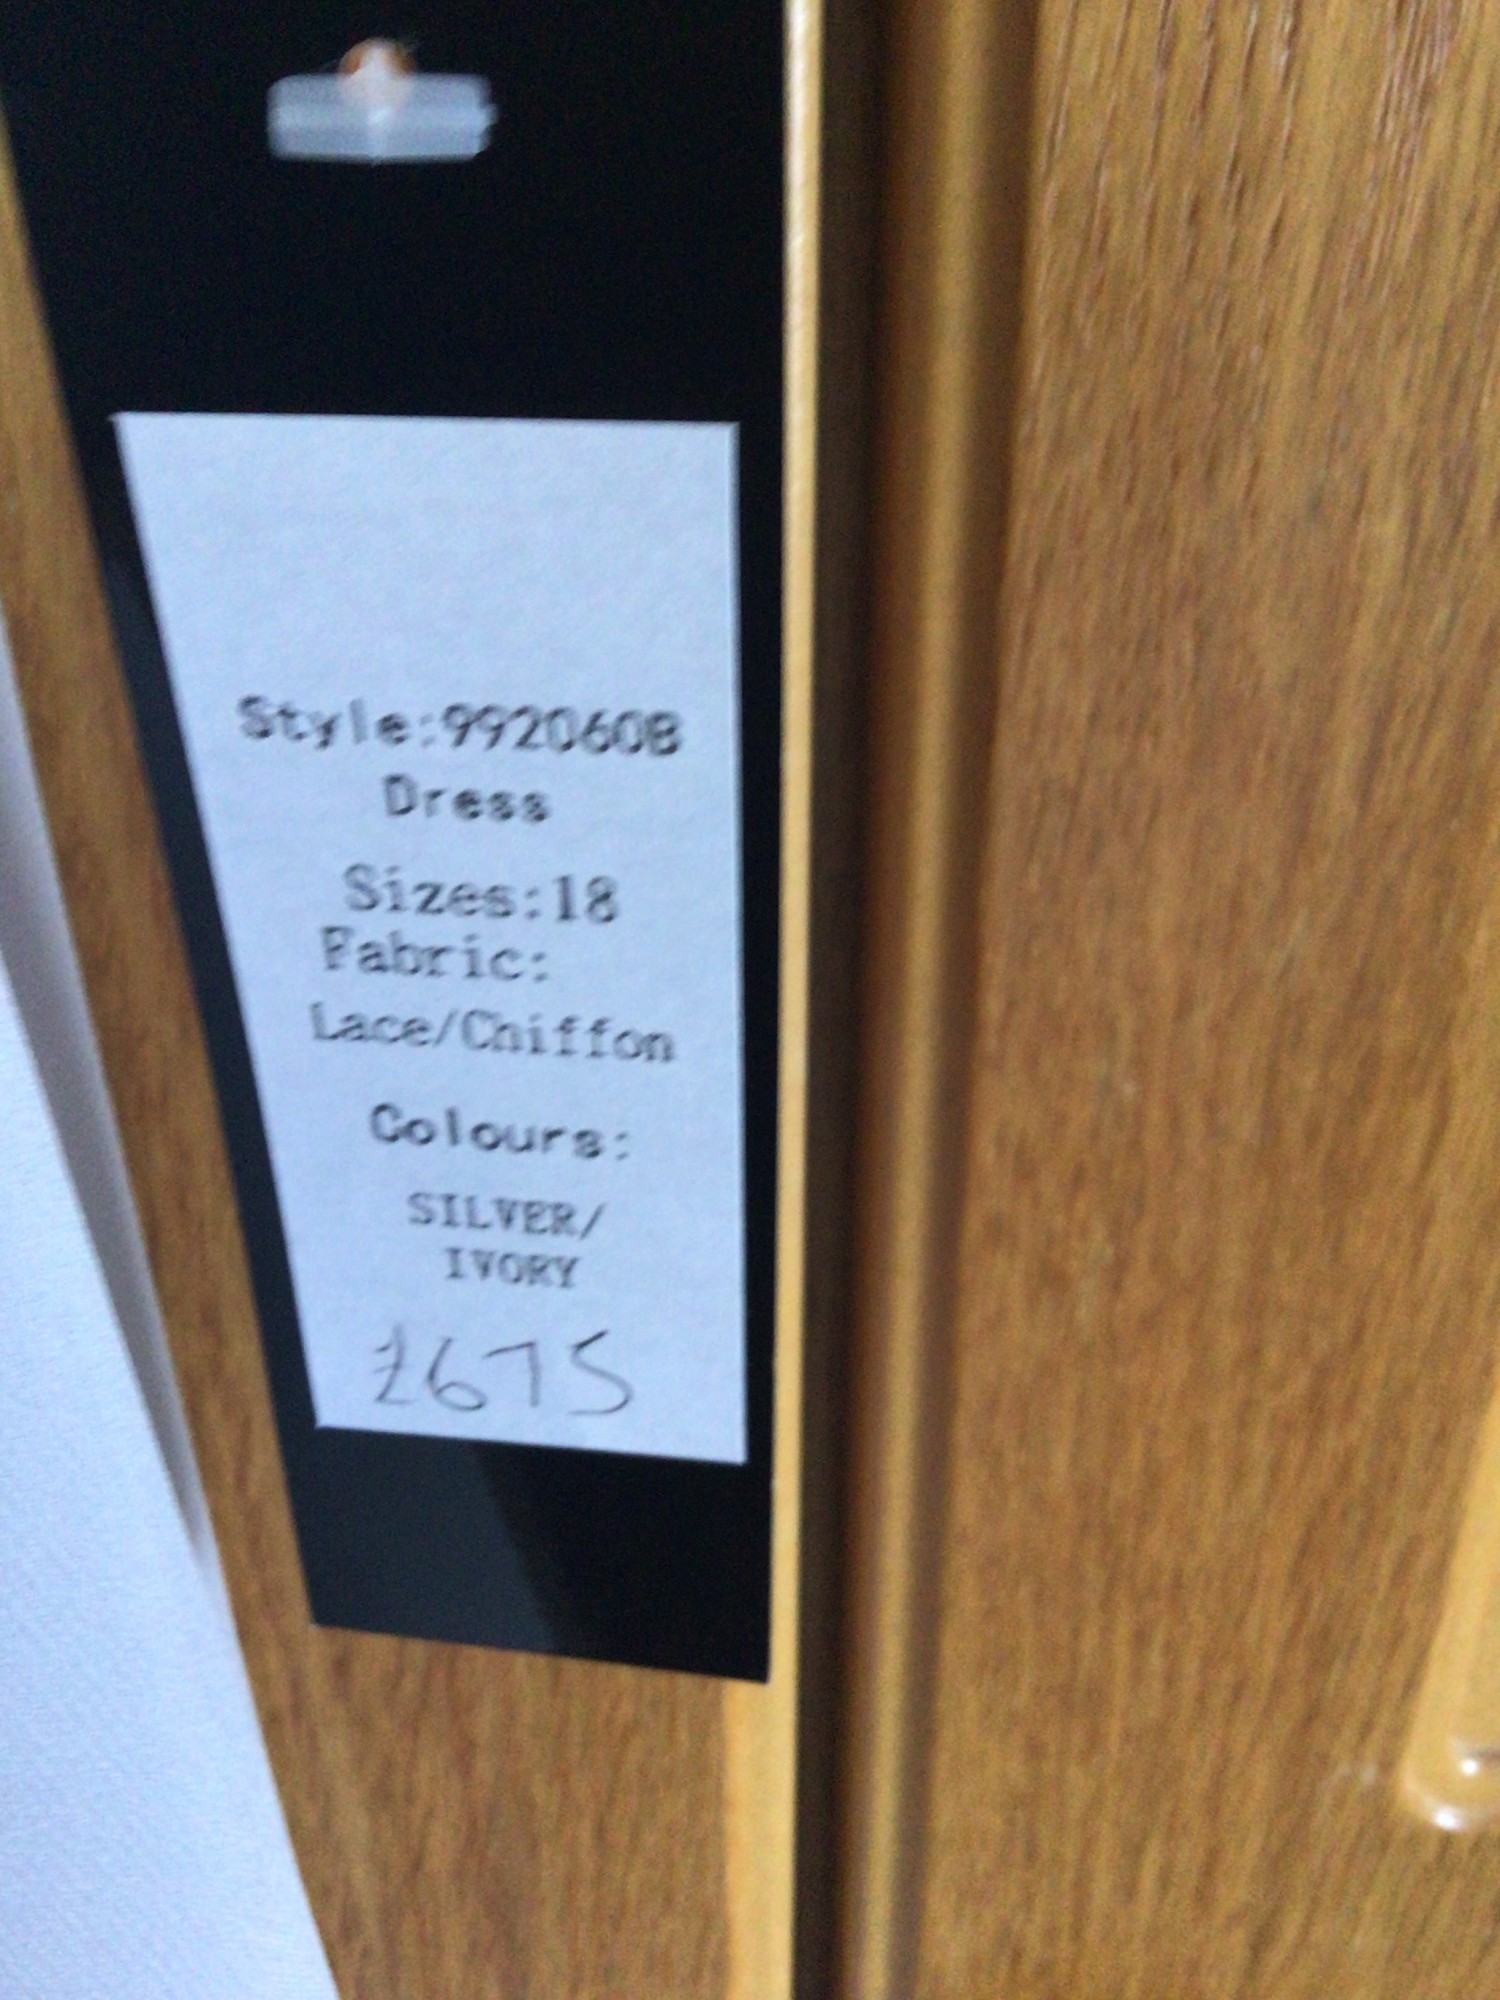 Style:992060B
Dress
Sizes:18
Fabric:
Lace/Chiffon
Colours:
SILVER/
IVORY
£675